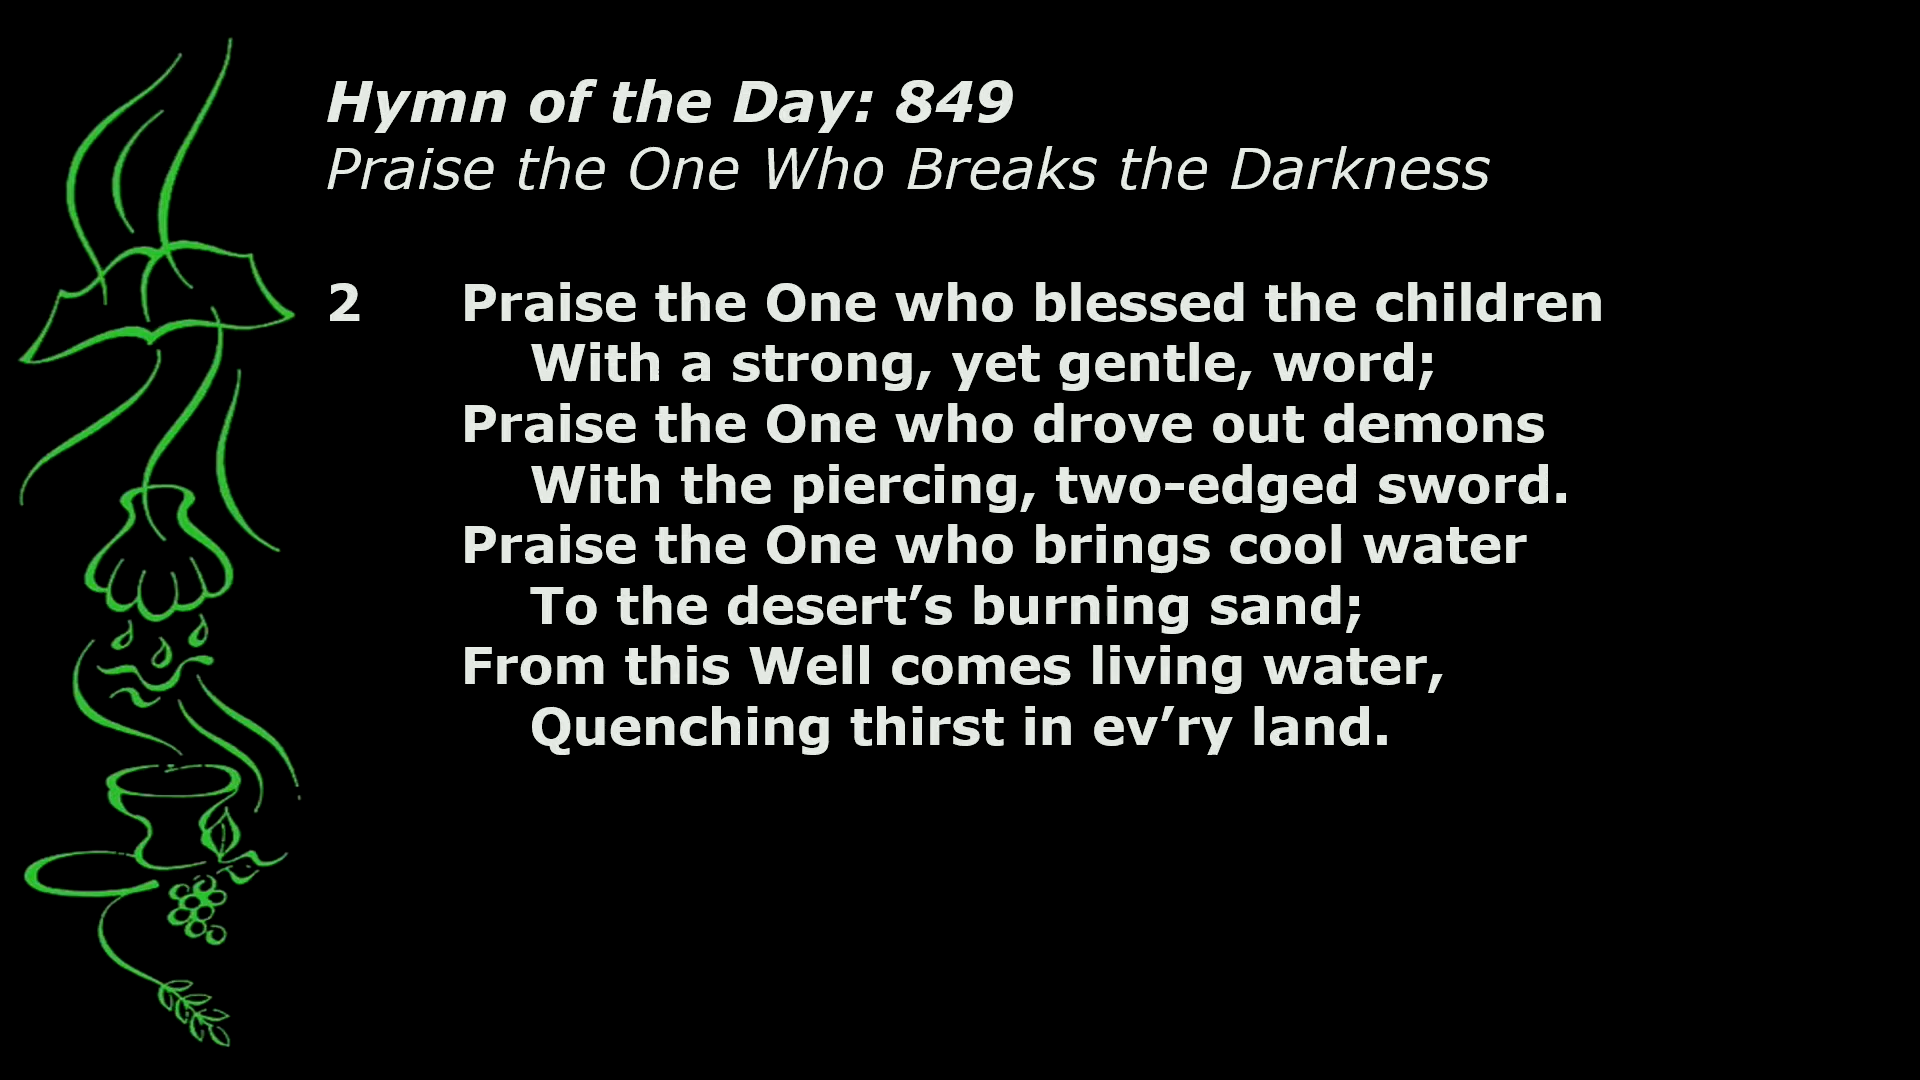 Hymn of the Day: 849
Praise the One Who Breaks the Darkness
2 Praise the One who blessed the children
With a strong, yet gentle, word;
Praise the One who drove out demons
With the piercing, two-edged sword.
Praise the One who brings cool water
To the desert’s burning sand;
From this Well comes living water,
Quenching thirst in ev’ry land.